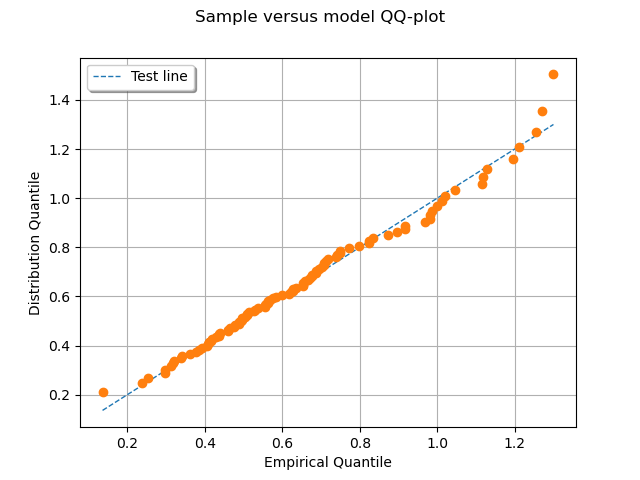 Sample versus model QQ-plot
Test line
1.4
1.2
1.0
0.8
0.6
0.4
0.2
Distribution Quantile
0.2 0.4 0.6 0.8 1.0 1.2
Empirical Quantile